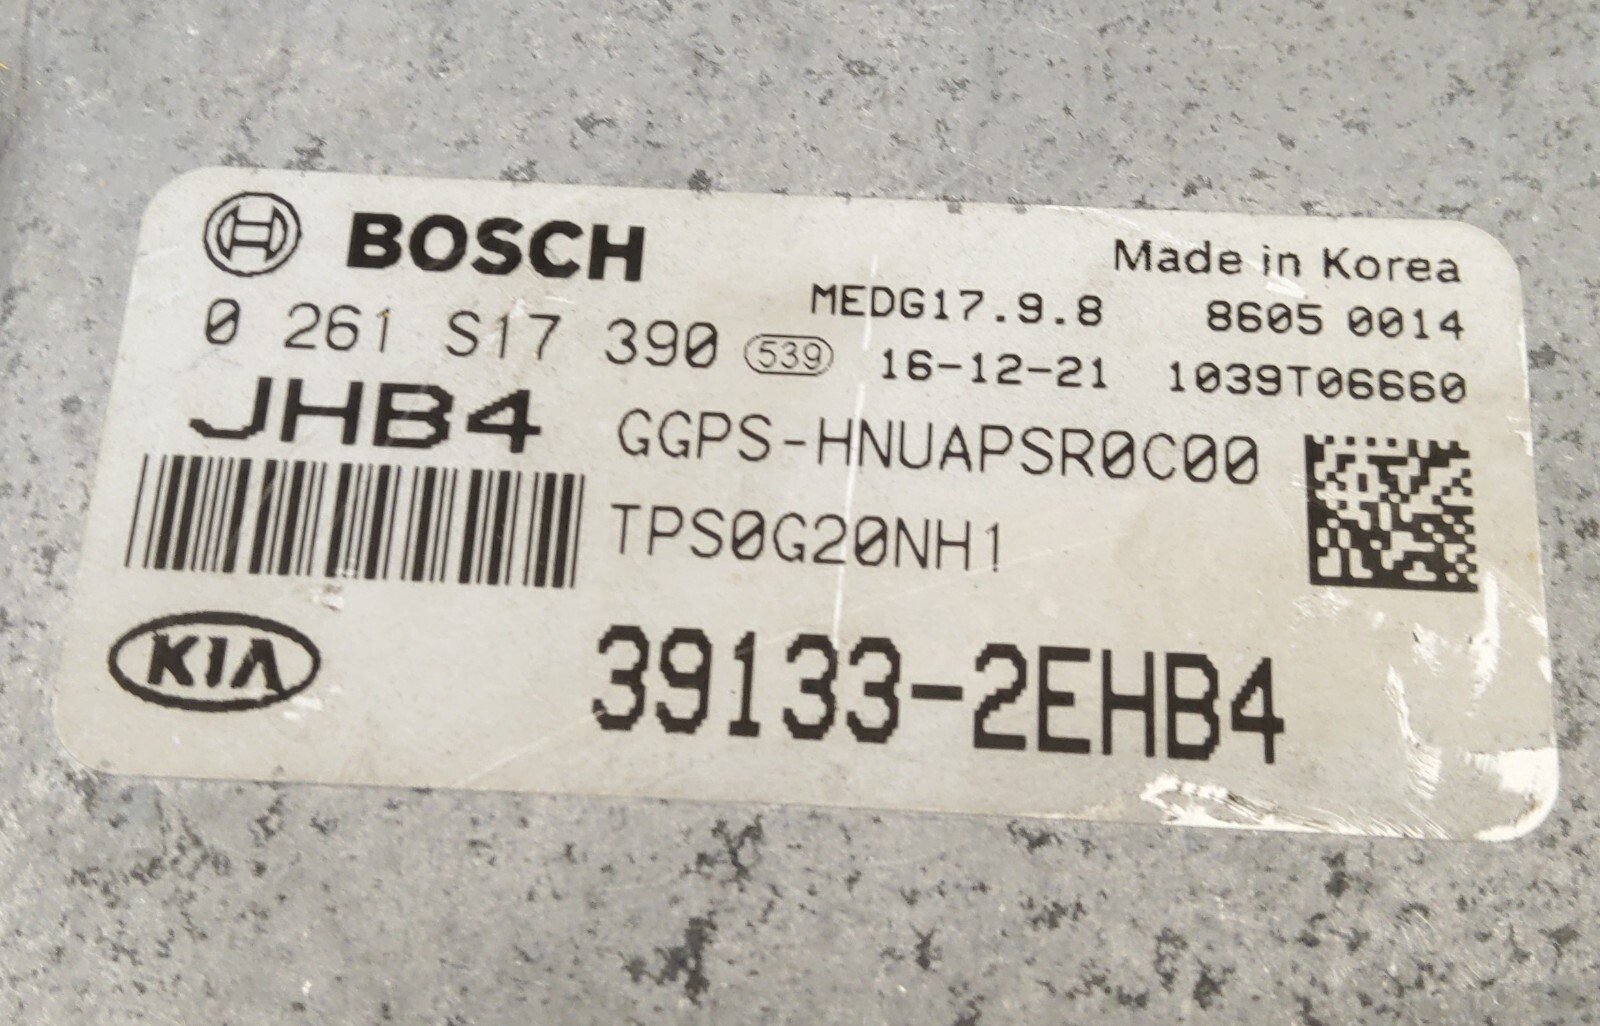 BOSCH
Made in Korea
MEDG17.9.8 8605 0014
0 261 S17 390 539 16-12-21 1039T06660
JHB4 GGPS-HNUAPSR0C00
TPS0G20NH1
KIA 39133-2EHB4